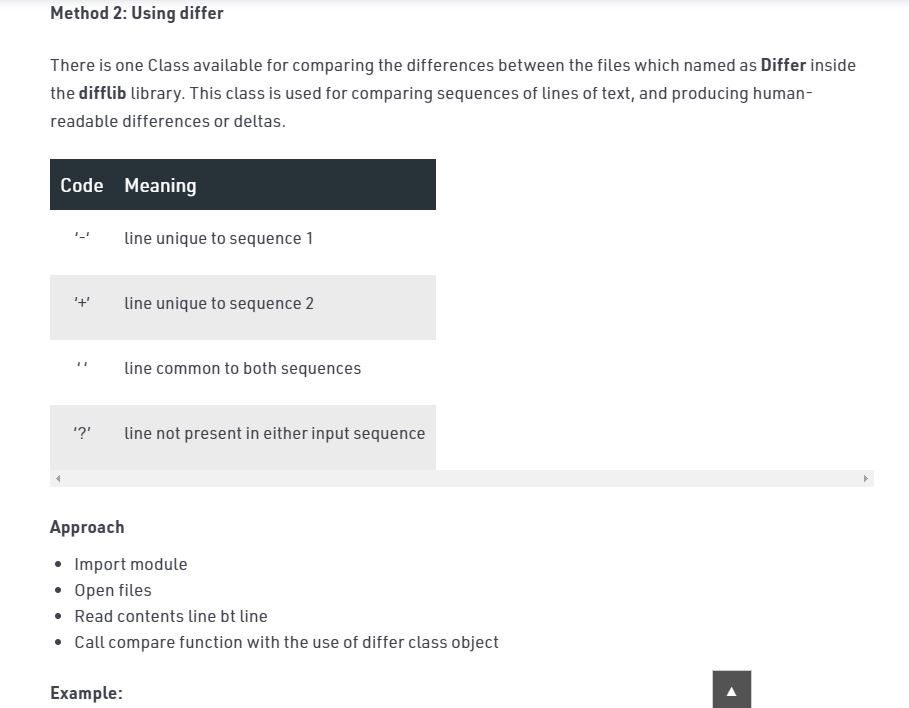 Method 2: Using differ
There is one Class available for comparing the differences between the files which named as Differ inside
the difflib library. This class is used for comparing sequences of lines of text, and producing human-
readable differences or deltas.
Code Meaning
‘-’ line unique to sequence 1
‘+’ line unique to sequence 2
‘ ’ line common to both sequences
‘?’ line not present in either input sequence
Approach
• Import module
• Open files
• Read contents line bt line
• Call compare function with the use of differ class object
Example: